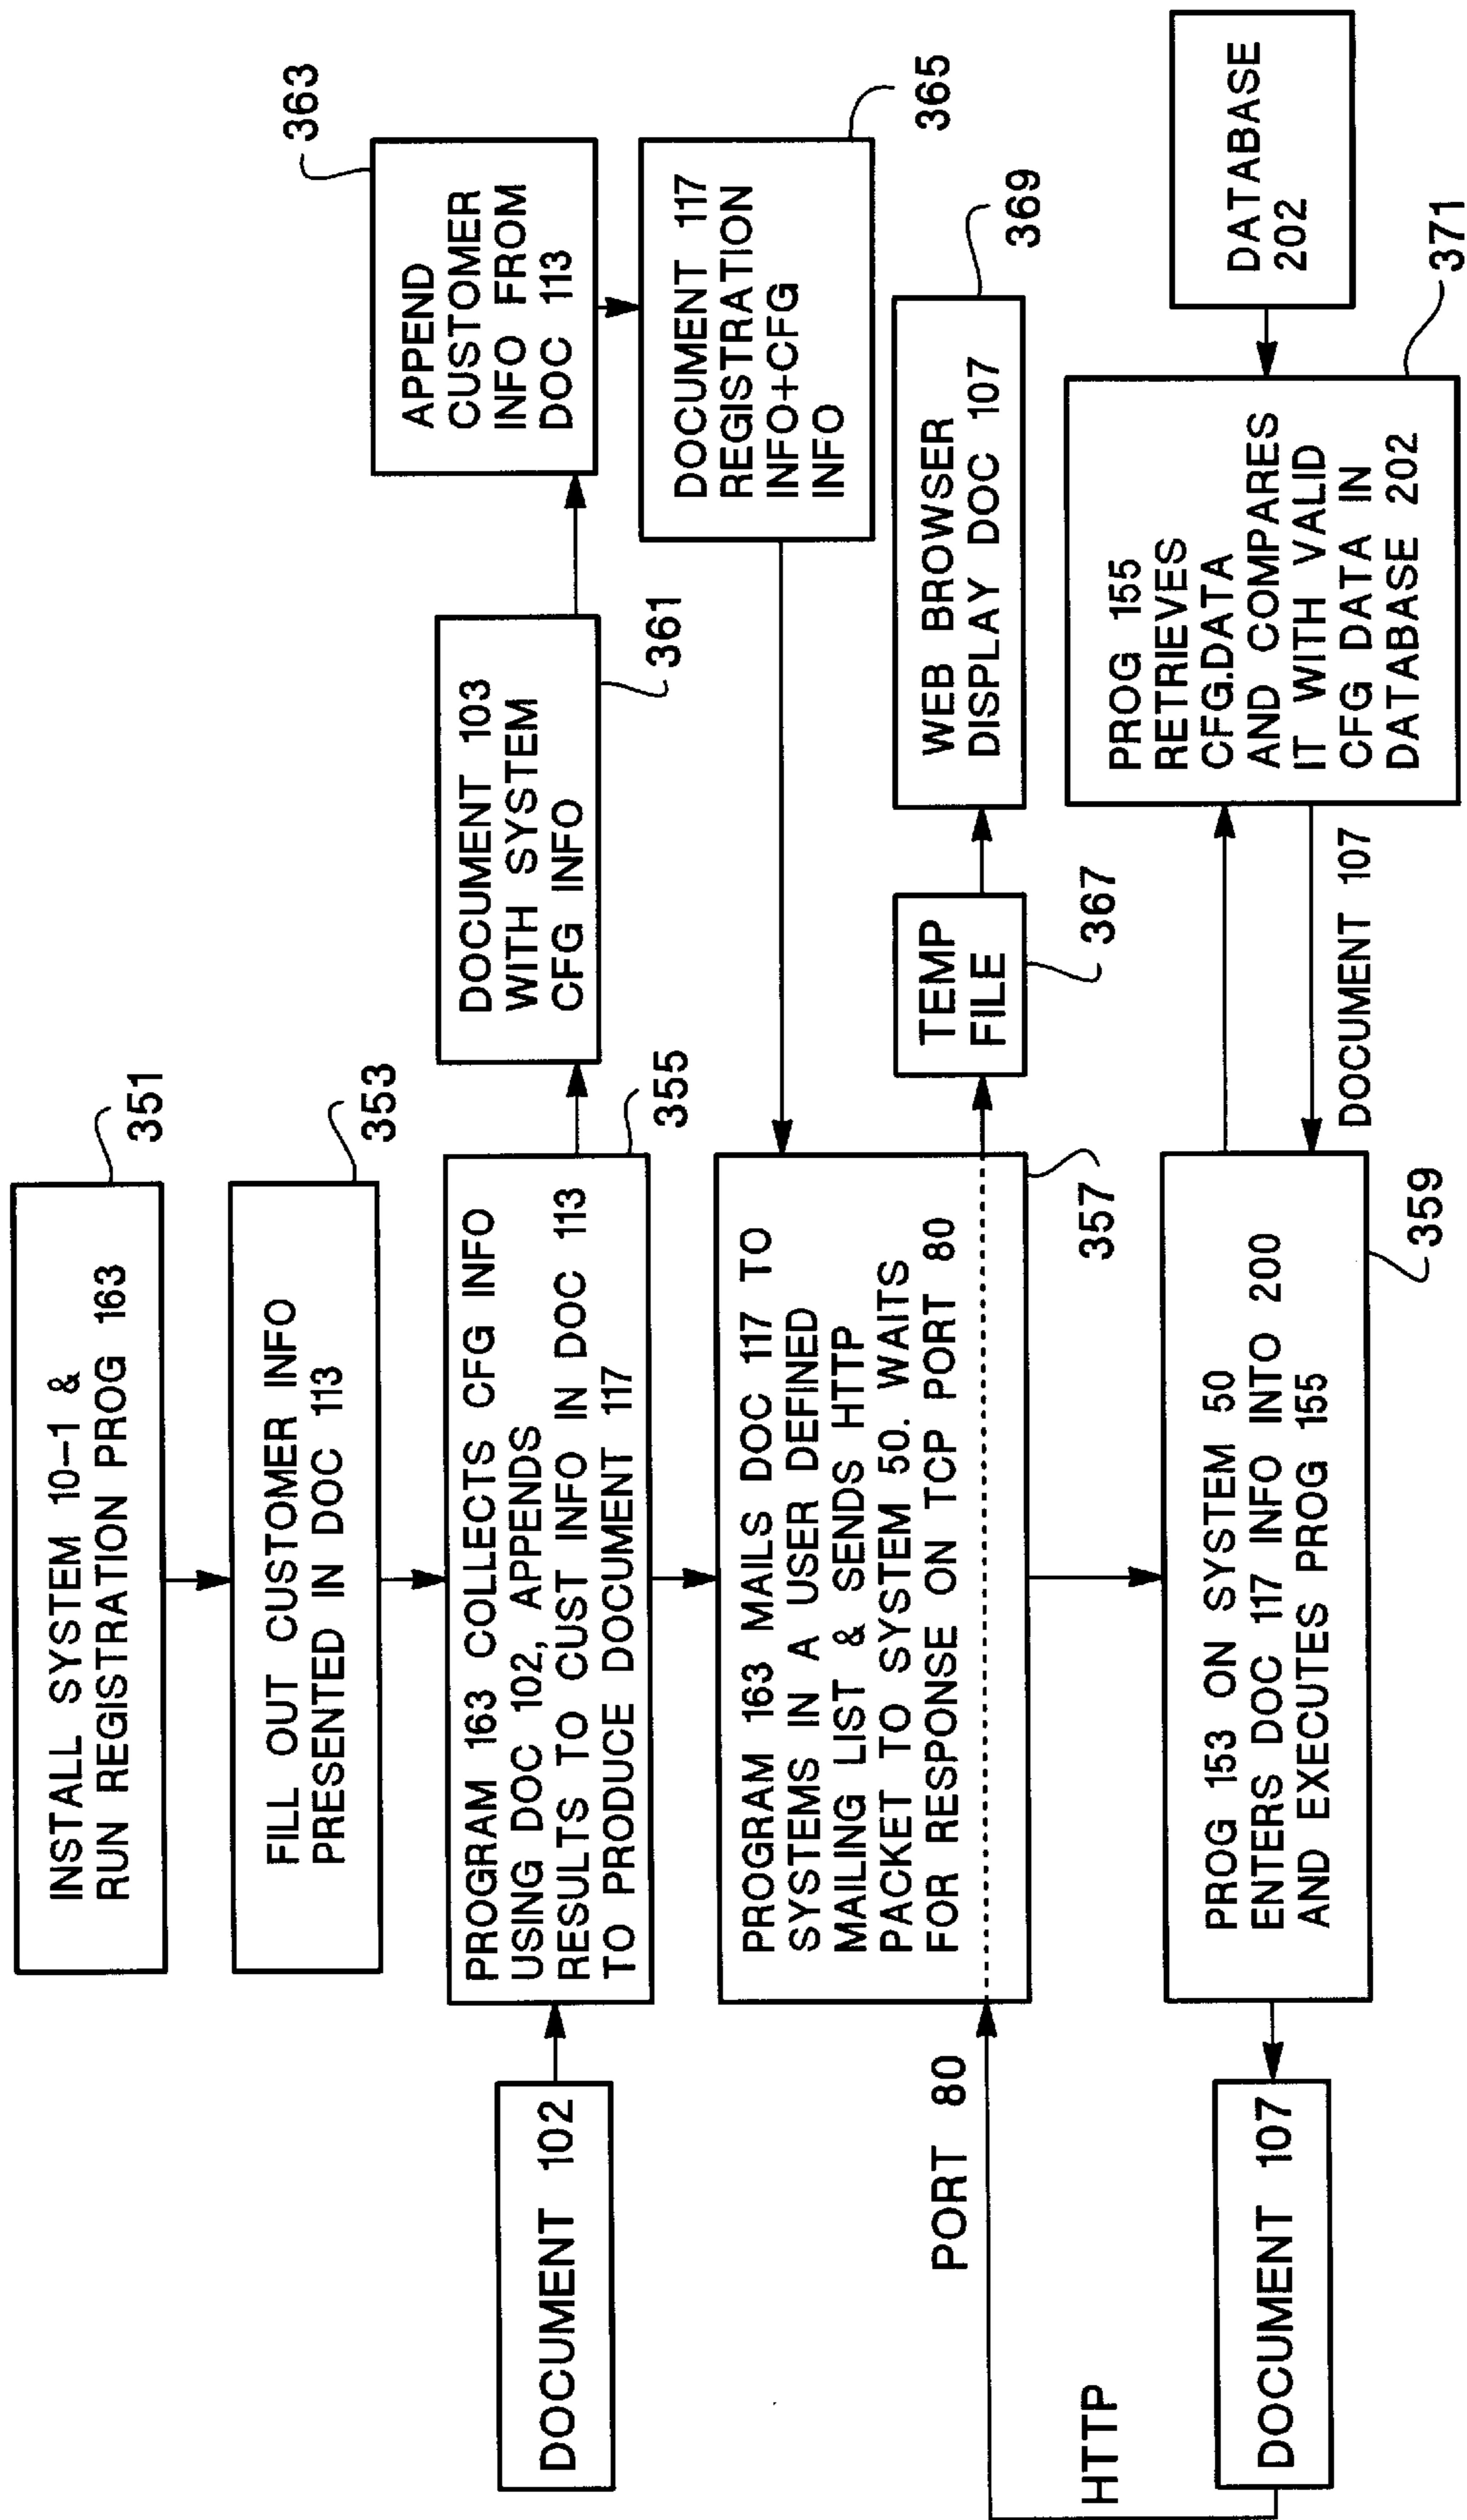 351
INSTALL SYSTEM 10-1 &
RUN REGISTRATION PROG 163
353
FILL OUT CUSTOMER INFO
PRESENTED IN DOC 113
DOCUMENT 102
355
PROGRAM 163 COLLECTS CFG INFO
USING DOC 102, APPENDS
RESULTS TO CUST INFO IN DOC 113
TO PRODUCE DOCUMENT 117
361
DOCUMENT 103
WITH SYSTEM
CFG INFO
363
APPEND
CUSTOMER
INFO FROM
DOC 113
365
DOCUMENT 117
REGISTRATION
INFO+CFG
INFO
357
PROGRAM 163 MAILS DOC 117 TO
SYSTEMS IN A USER DEFINED
MAILING LIST & SENDS HTTP
PACKET TO SYSTEM 50. WAITS
FOR RESPONSE ON TCP PORT 80
PORT 80
HTTP
367
TEMP
FILE
369
WEB BROWSER
DISPLAY DOC 107
359
PROG 153 ON SYSTEM 50
ENTERS DOC 117 INFO INTO 200
AND EXECUTES PROG 155
DOCUMENT 107
DOCUMENT 107
371
PROG 155
RETRIEVES
CFG.DATA
AND COMPARES
IT WITH VALID
CFG DATA IN
DATABASE 202
DATABASE
202